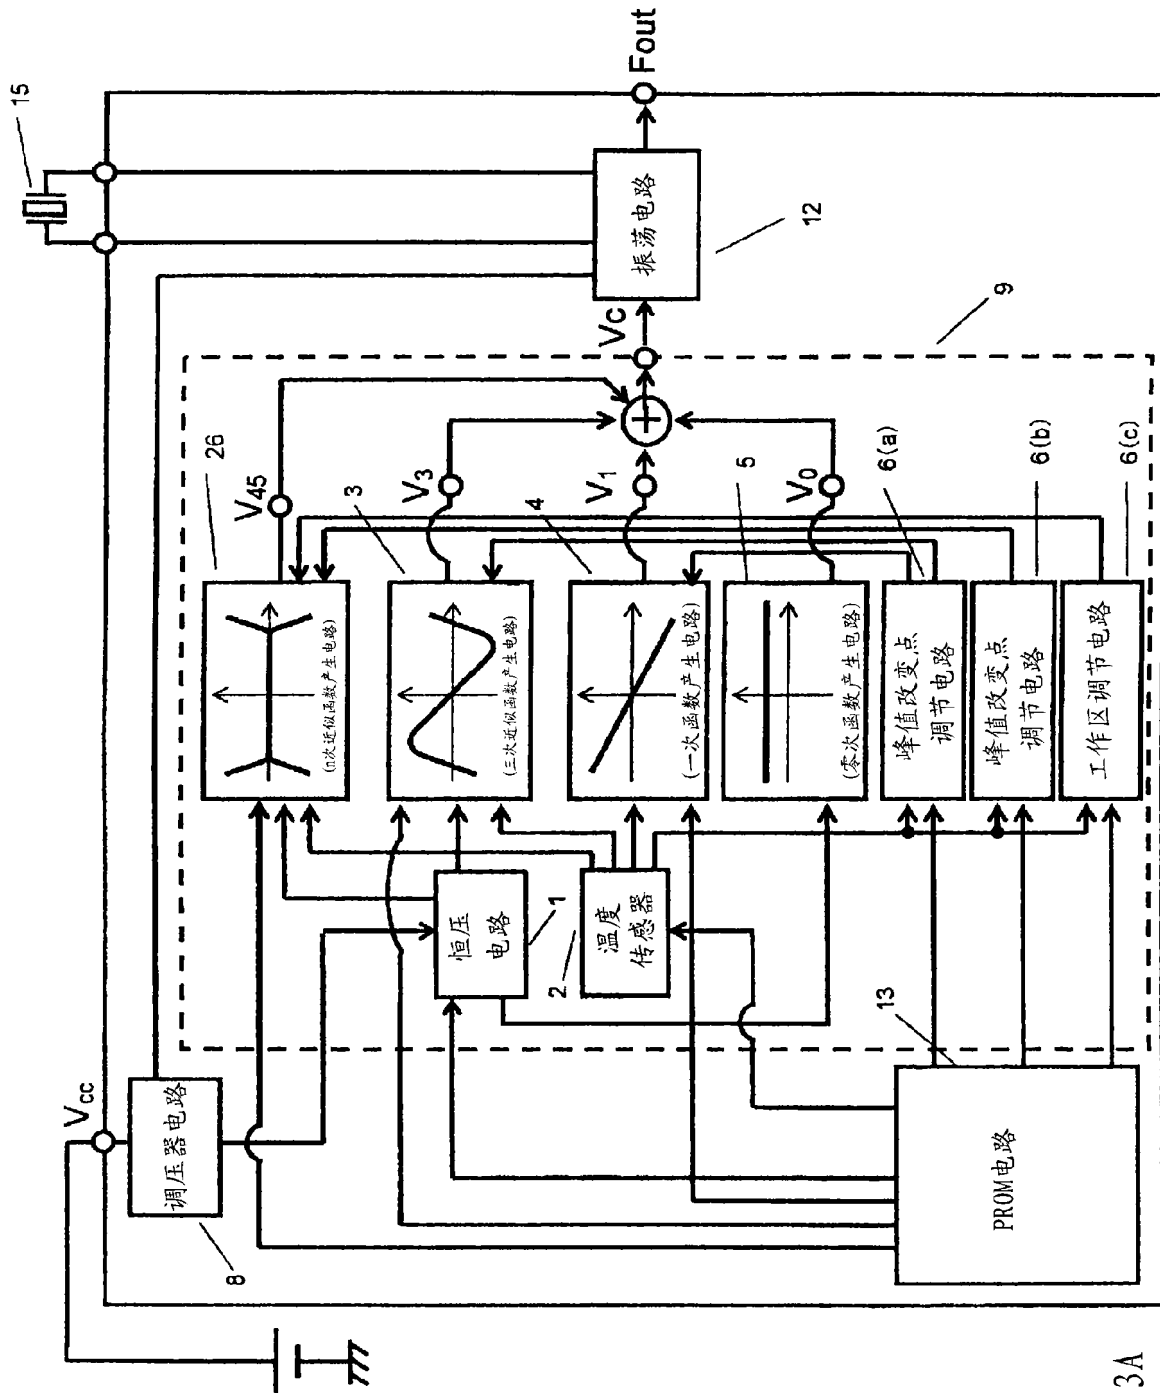 15
Fout
振荡电路
12
Vcc
调压器电路
8
VC
9
26
V45
(n次近似函数产生电路)
3
V3
(三次近似函数产生电路)
4
V1
(一次函数产生电路)
5
V0
(零次函数产生电路)
恒压
电路
1
温度
传感器
2
6(a)
峰值改变点
调节电路
6(b)
峰值改变点
调节电路
6(c)
工作区调节电路
13
PROM电路
3A